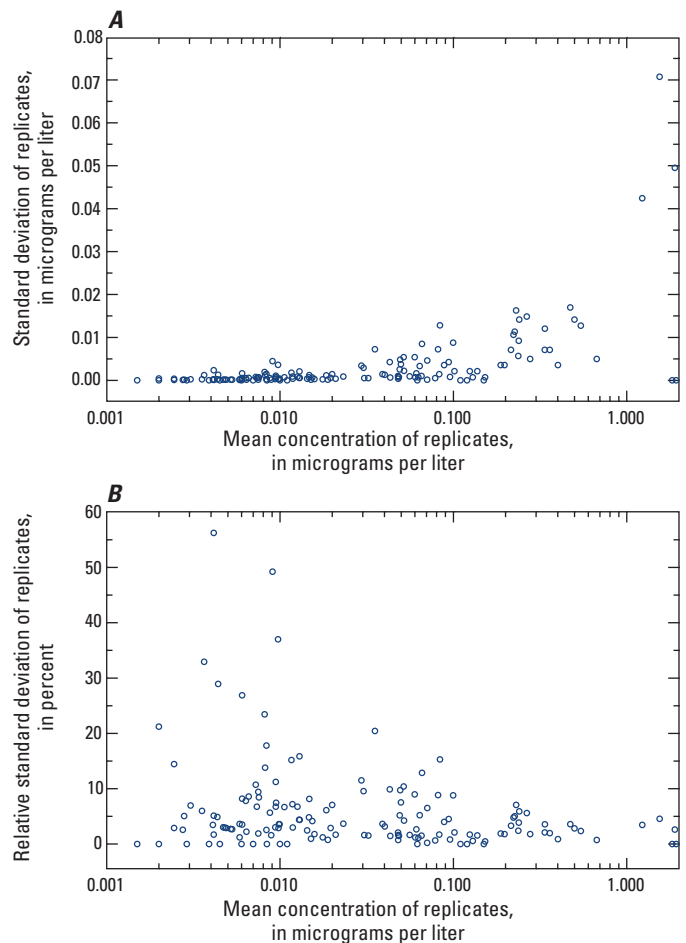 A
0.08
0.07
0.06
0.05
0.04
0.03
0.02
0.01
0.00
Standard deviation of replicates,
in micrograms per liter
0.001
0.010
0.100
1.000
Mean concentration of replicates,
in micrograms per liter
B
60
50
40
30
20
10
0
Relative standard deviation of replicates,
in percent
0.001
0.010
0.100
1.000
Mean concentration of replicates,
in micrograms per liter